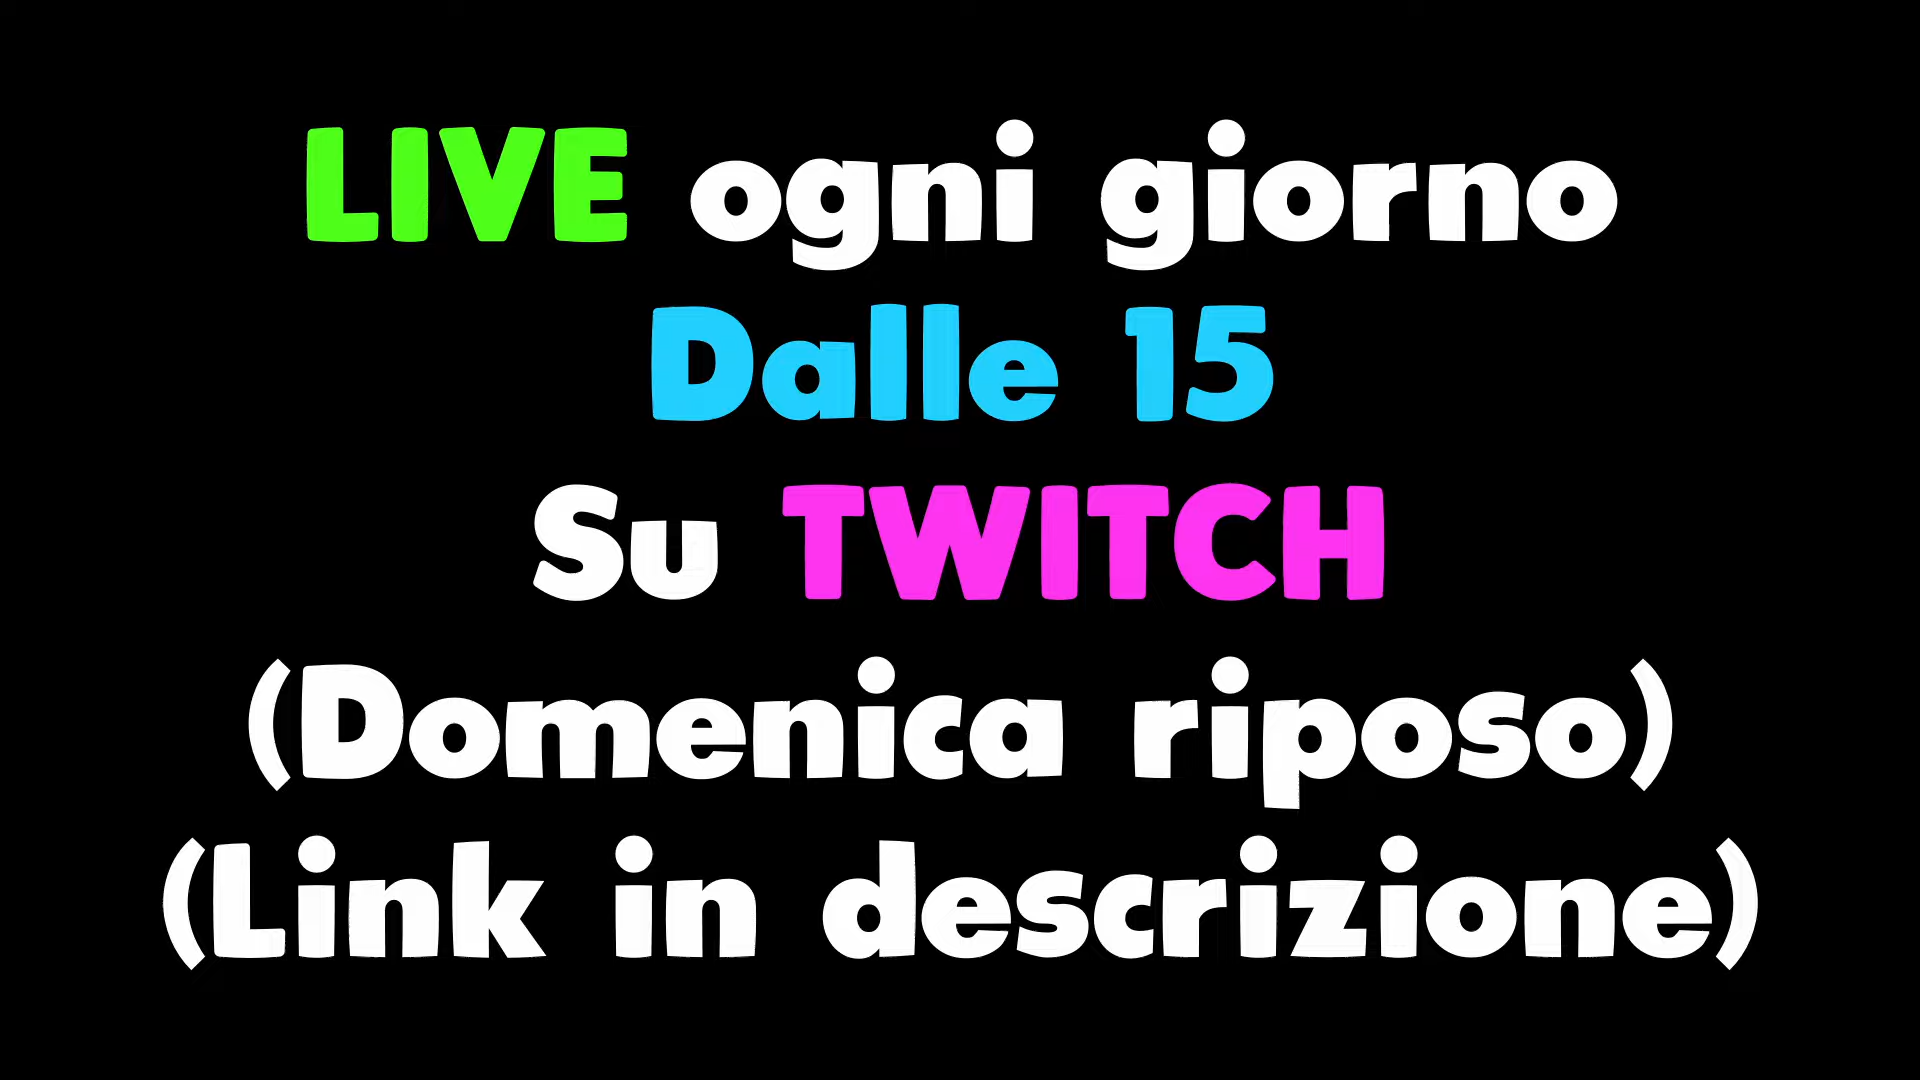 LIVE ogni giorno
Dalle 15
Su TWITCH
(Domenica riposo)
(Link in descrizione)